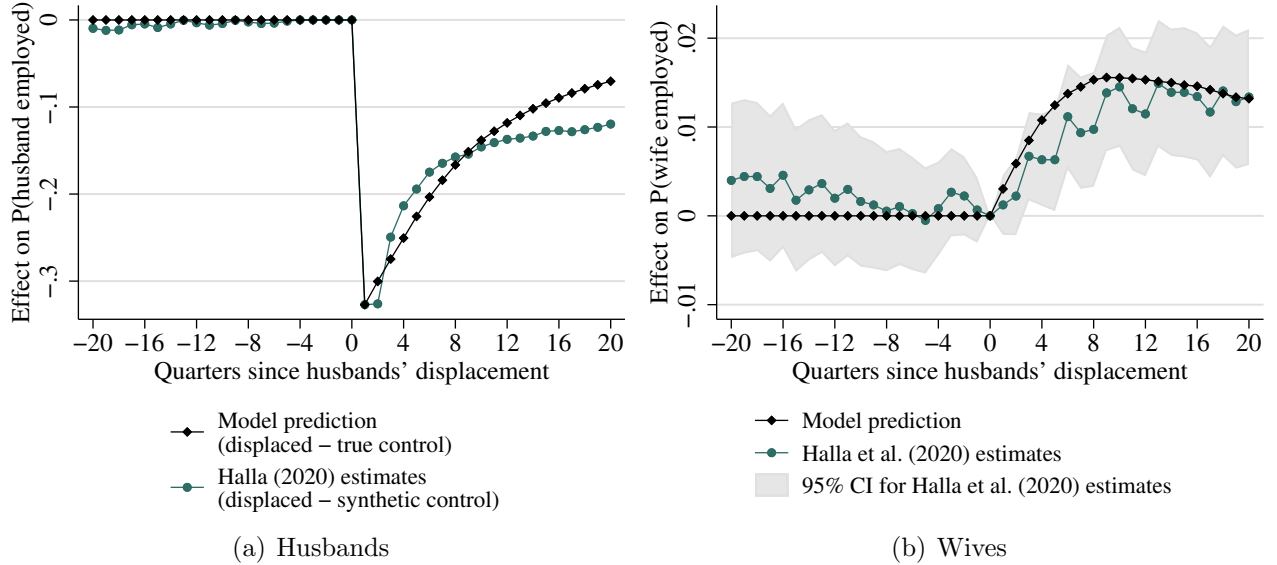 Effect on P(husband employed)
0
−.1
−.2
−.3
−20 −16 −12 −8 −4 0 4 8 12 16 20
Quarters since husbands’ displacement
Model prediction
(displaced − true control)
Halla (2020) estimates
(displaced − synthetic control)
(a) Husbands
Effect on P(wife employed)
.02
.01
0
−.01
−20 −16 −12 −8 −4 0 4 8 12 16 20
Quarters since husbands’ displacement
Model prediction
Halla et al. (2020) estimates
95% CI for Halla et al. (2020) estimates
(b) Wives